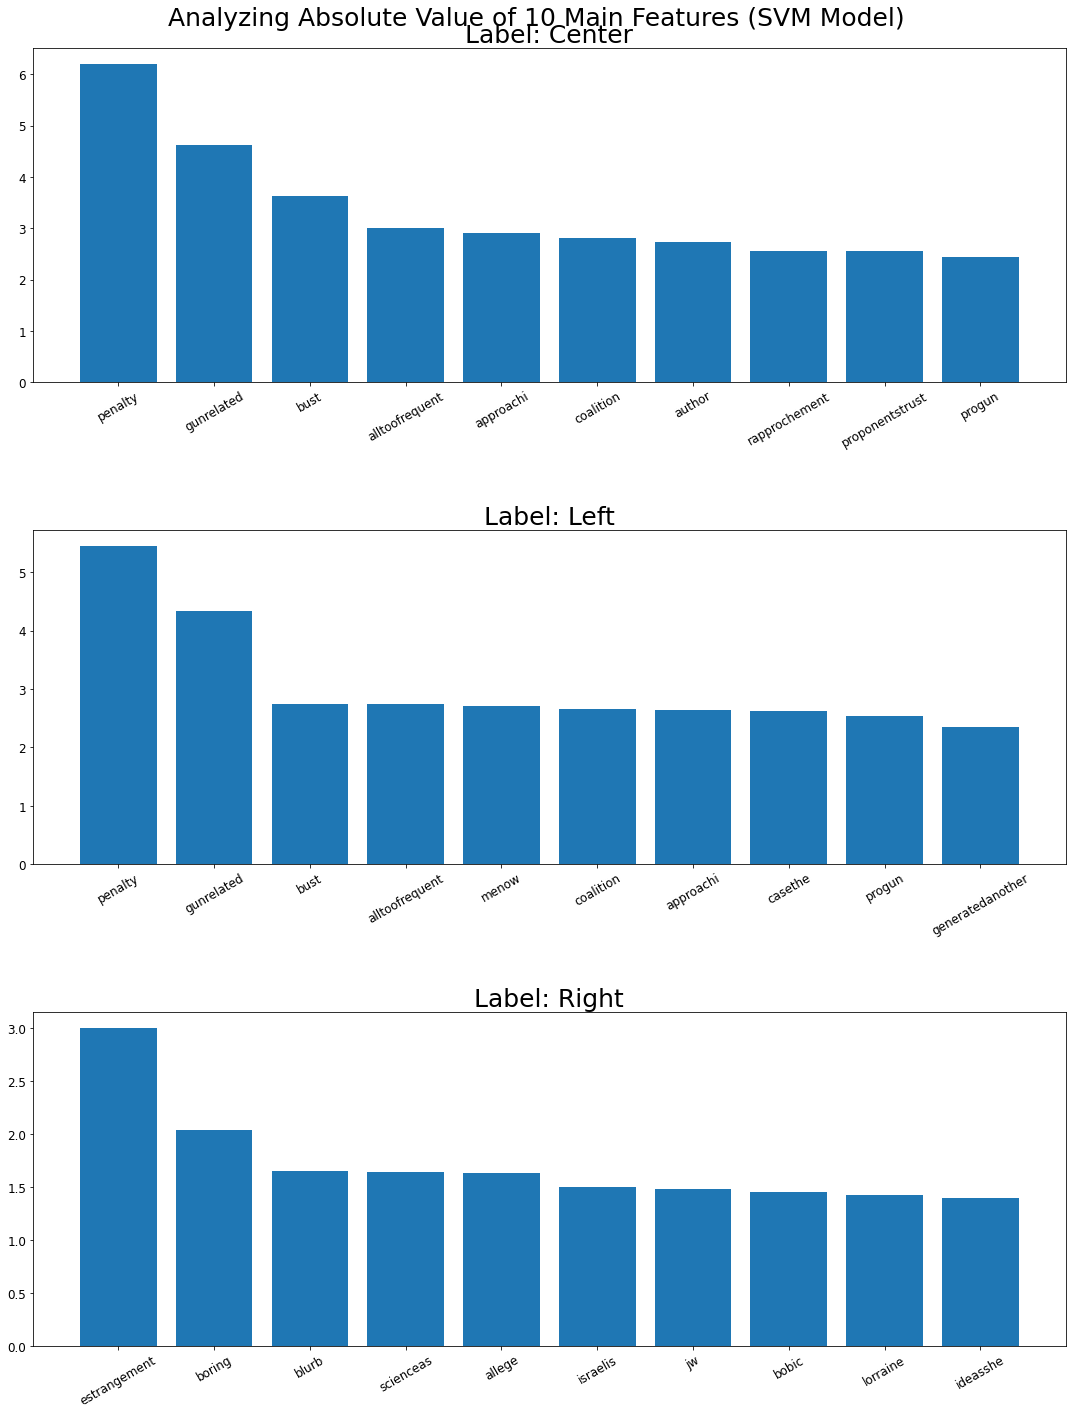 Analyzing Absolute Value of 10 Main Features (SVM Model)
Label: Center
6
5
4
3
2
1
0
penalty
gunrelated
bust
alltoofrequent
approachi
coalition
author
rapprochement
proponentstrust
progun
Label: Left
5
4
3
2
1
0
penalty
gunrelated
bust
alltoofrequent
menow
coalition
approachi
casethe
progun
generatedanother
Label: Right
3.0
2.5
2.0
1.5
1.0
0.5
0.0
estrangement
boring
blurb
scienceas
allege
israelis
jw
bobic
lorraine
ideasshe